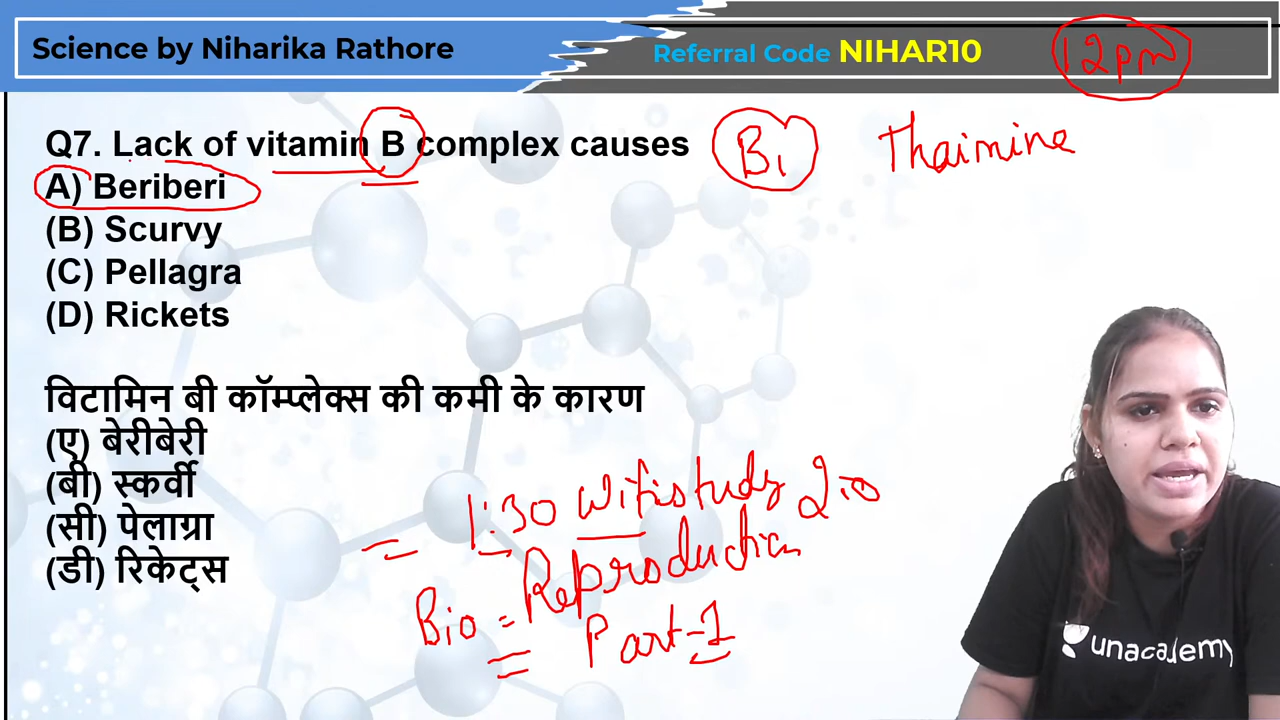 Science by Niharika Rathore
Referral Code NIHAR10
12pm
Q7. Lack of vitamin B complex causes
B1 Thaimine
A) Beriberi
(B) Scurvy
(C) Pellagra
(D) Rickets
विटामिन बी कॉम्प्लेक्स की कमी के कारण
(ए) बेरीबेरी
(बी) स्कर्वी
(सी) पेलाग्रा
(डी) रिकेट्स
= 1:30 wifistudy 2.0
Bio = Reproduction
= Part-1
unacademy